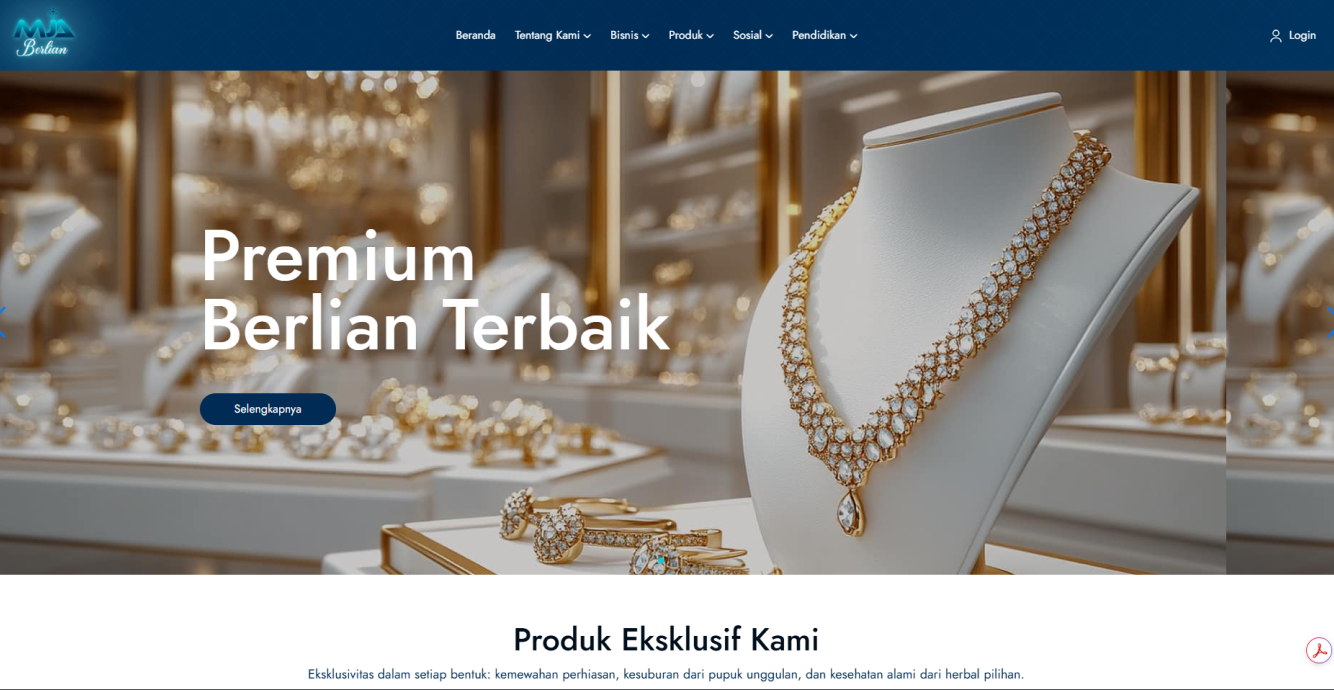 MJA
Berlian
Beranda Tentang Kami Bisnis Produk Sosial Pendidikan Login
Premium
Berlian Terbaik
Selengkapnya
Produk Eksklusif Kami
Eksklusivitas dalam setiap bentuk: kemewahan perhiasan, kesuburan dari pupuk unggulan, dan kesehatan alami dari herbal pilihan.